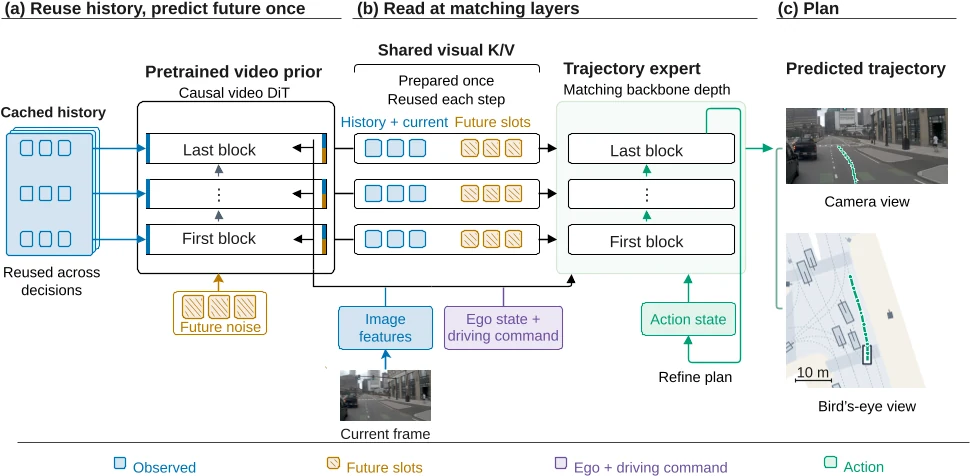 (a) Reuse history, predict future once
(b) Read at matching layers
(c) Plan
Cached history
Reused across
decisions
Pretrained video prior
Causal video DiT
Last block
⋮
First block
Future noise
Shared visual K/V
Prepared once
Reused each step
History + current
Future slots
Image
features
Ego state +
driving command
Current frame
Trajectory expert
Matching backbone depth
Last block
⋮
First block
Action state
Refine plan
Predicted trajectory
Camera view
10 m
Bird's-eye view
Observed
Future slots
Ego + driving command
Action